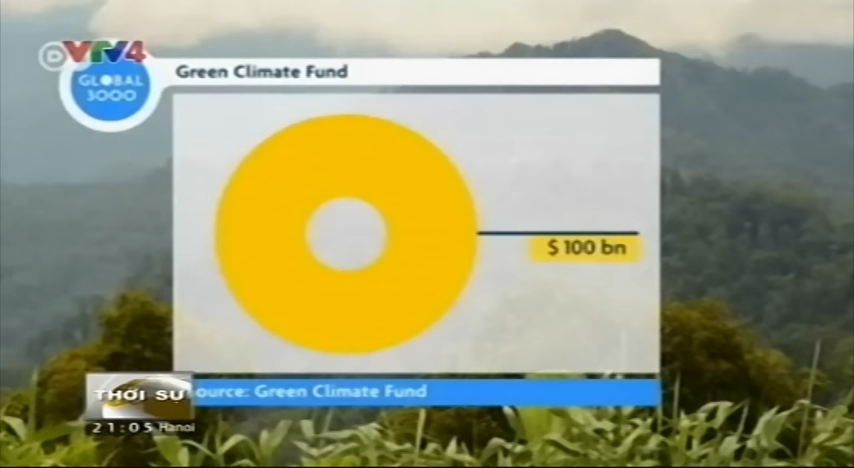 VTV4
GLOBAL
3000
Green Climate Fund
$ 100 bn
ource: Green Climate Fund
THỜI SỰ
21:05 Hanoi